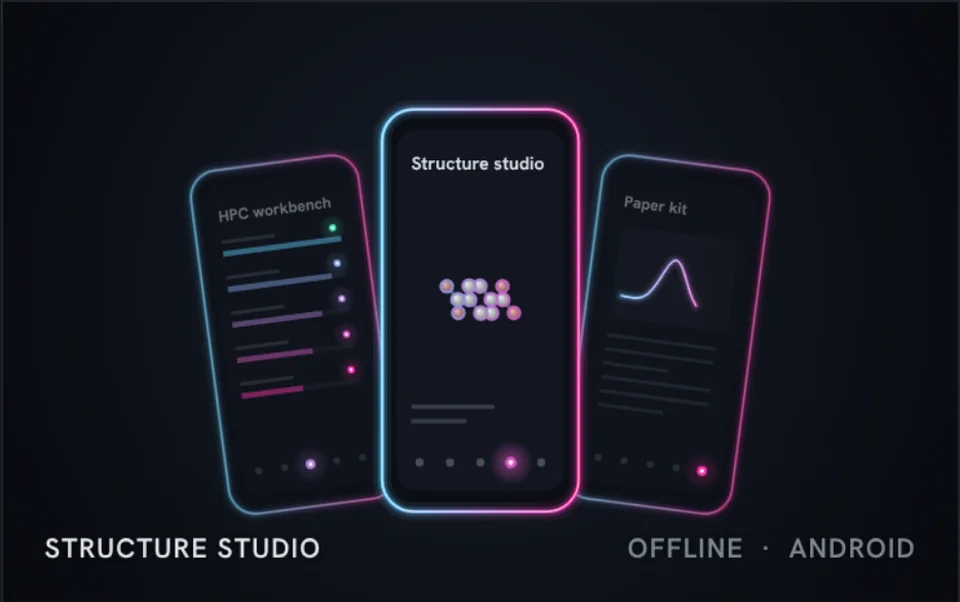 HPC workbench
Structure studio
Paper kit
STRUCTURE STUDIO
OFFLINE · ANDROID